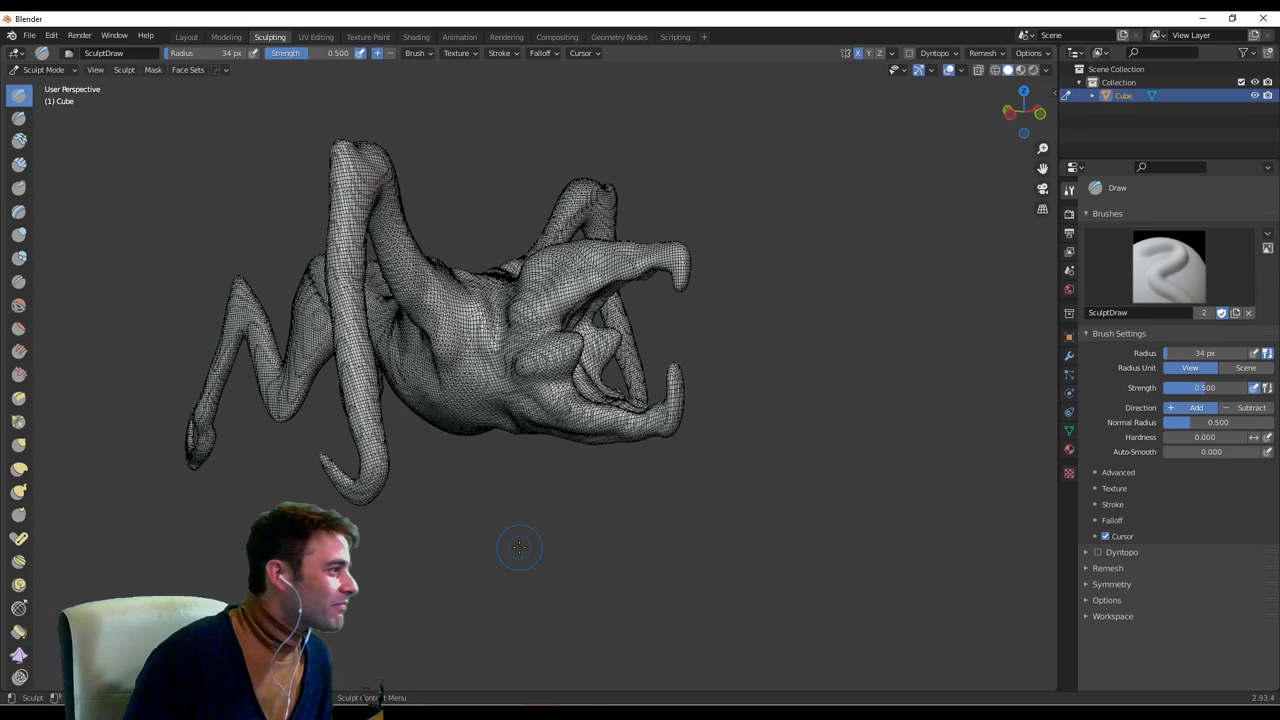 Blender
File Edit Render Window Help Layout Modeling Sculpting UV Editing Texture Paint Shading Animation Rendering Compositing Geometry Nodes Scripting + Scene View Layer
SculptDraw Radius 34 px Strength 0.500 Brush Texture Stroke Falloff Cursor X Y Z Dyntopo Remesh Options
Sculpt Mode View Sculpt Mask Face Sets
User Perspective
(1) Cube
Z
Scene Collection
Collection
Cube
Draw
Brushes
SculptDraw 2
Brush Settings
Radius 34 px
Radius Unit View Scene
Strength 0.500
Direction + Add − Subtract
Normal Radius 0.500
Hardness 0.000
Auto-Smooth 0.000
Advanced
Texture
Stroke
Falloff
Cursor
Dyntopo
Remesh
Symmetry
Options
Workspace
Sculpt Sculpt Context Menu 2.93.4